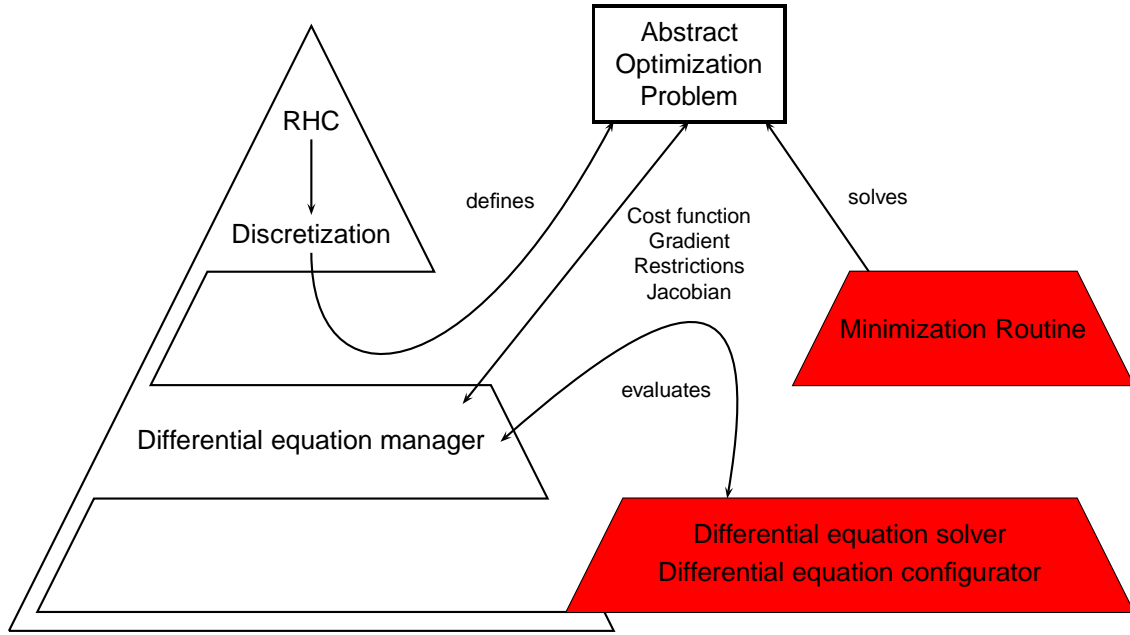 Abstract
Optimization
Problem
RHC
defines
solves
Cost function
Gradient
Restrictions
Jacobian
Discretization
Minimization Routine
evaluates
Differential equation manager
Differential equation solver
Differential equation configurator